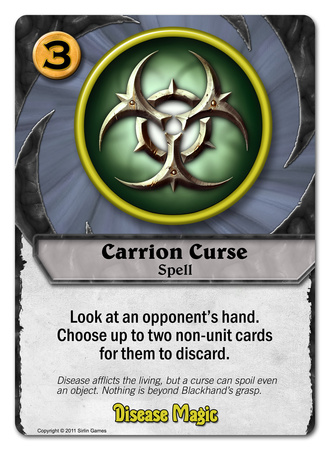 3
Carrion Curse
Spell
Look at an opponent's hand.
Choose up to two non-unit cards
for them to discard.
Disease afflicts the living, but a curse can spoil even
an object. Nothing is beyond Blackhand's grasp.
Disease Magic
Copyright © 2011 Sirlin Games